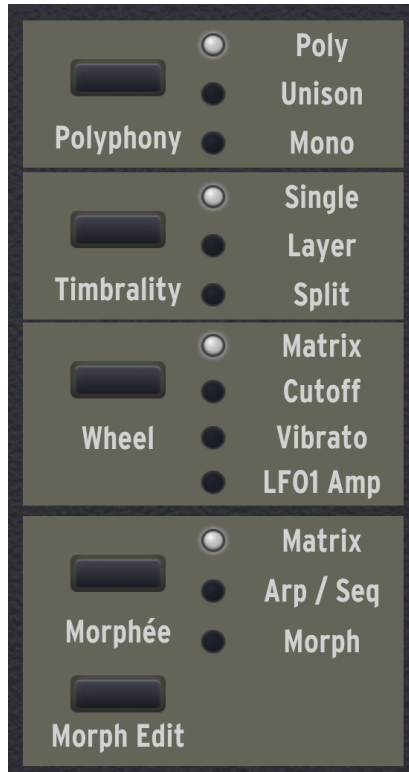 Poly
Unison
Polyphony
Mono
Single
Layer
Timbrality
Split
Matrix
Cutoff
Wheel
Vibrato
LFO1 Amp
Matrix
Arp / Seq
Morphée
Morph
Morph Edit